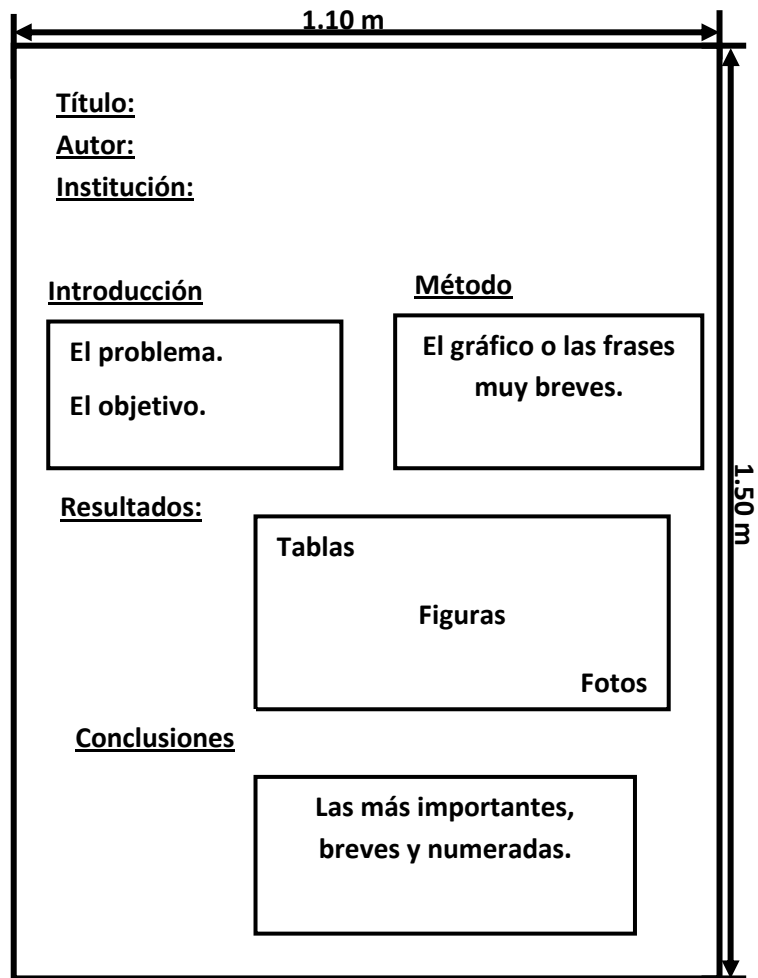 1.10 m
Título:
Autor:
Institución:
Introducción
Método
El problema.
El objetivo.
El gráfico o las frases
muy breves.
1.50 m
Resultados:
Tablas
Figuras
Fotos
Conclusiones
Las más importantes,
breves y numeradas.